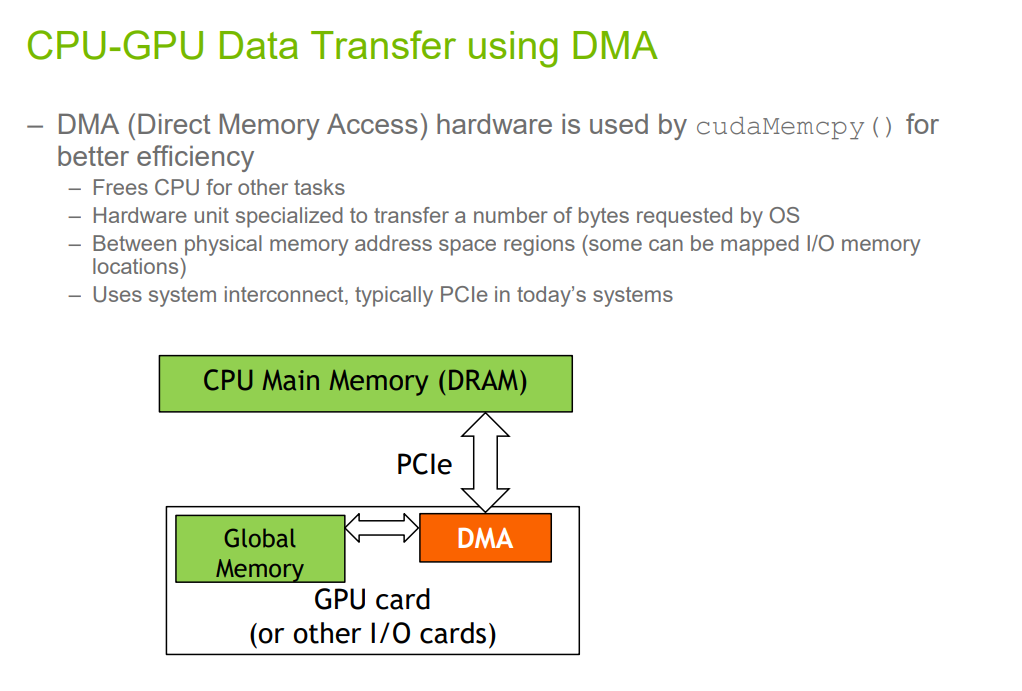 CPU-GPU Data Transfer using DMA
– DMA (Direct Memory Access) hardware is used by cudaMemcpy() for
better efficiency
– Frees CPU for other tasks
– Hardware unit specialized to transfer a number of bytes requested by OS
– Between physical memory address space regions (some can be mapped I/O memory
locations)
– Uses system interconnect, typically PCIe in today’s systems
CPU Main Memory (DRAM)
PCIe
Global
Memory
DMA
GPU card
(or other I/O cards)